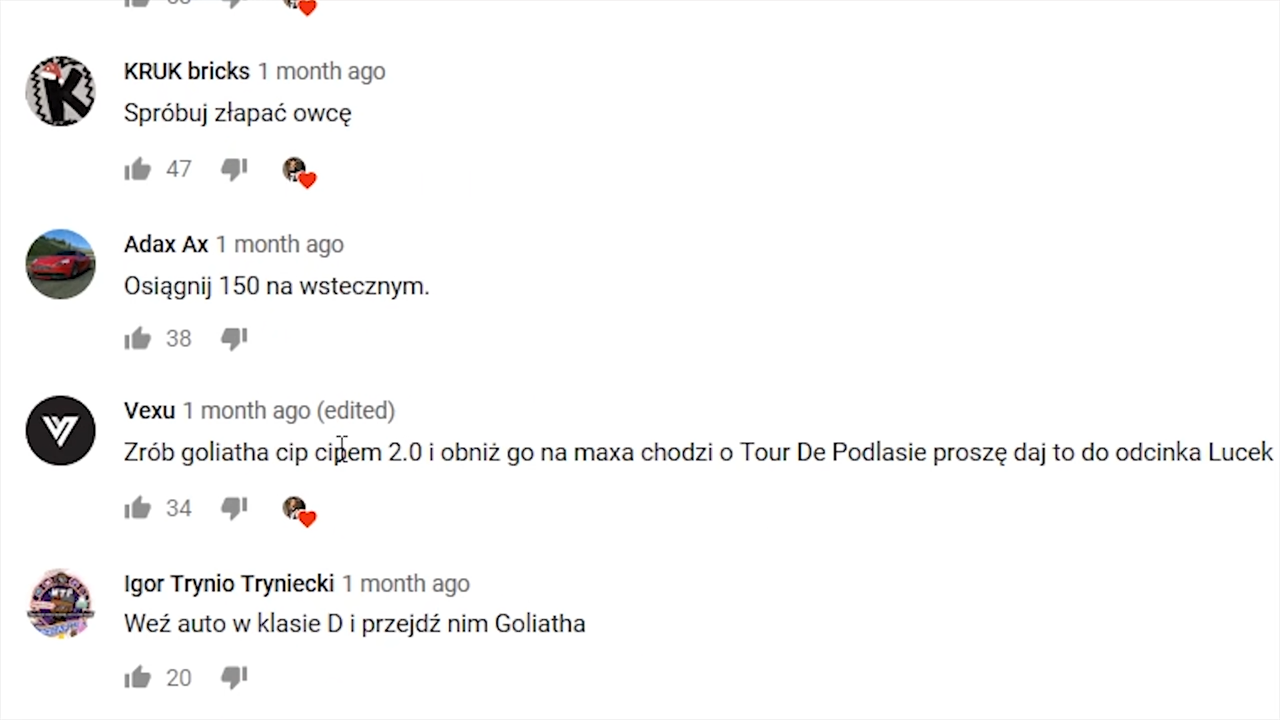 KRUK bricks 1 month ago
Spróbuj złapać owcę
47
Adax Ax 1 month ago
Osiągnij 150 na wstecznym.
38
Vexu 1 month ago (edited)
Zrób goliatha cip cipem 2.0 i obniż go na maxa chodzi o Tour De Podlasie proszę daj to do odcinka Lucek
34
Igor Trynio Tryniecki 1 month ago
Weź auto w klasie D i przejdź nim Goliatha
20